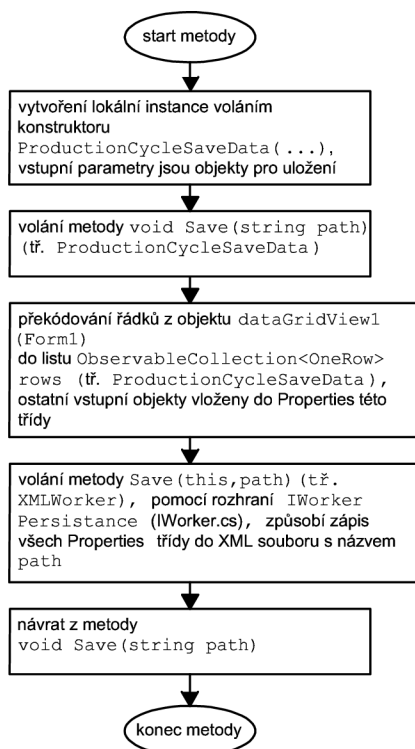 start metody
vytvoření lokální instance voláním
konstruktoru
ProductionCycleSaveData(...),
vstupní parametry jsou objekty pro uložení
volání metody void Save(string path)
(tř. ProductionCycleSaveData)
překódování řádků z objektu dataGridView1
(Form1)
do listu ObservableCollection<OneRow>
rows (tř. ProductionCycleSaveData),
ostatní vstupní objekty vloženy do Properties této
třídy
volání metody Save(this,path) (tř.
XMLWorker), pomocí rozhraní IWorker
Persistance (IWorker.cs), způsobí zápis
všech Properties třídy do XML souboru s názvem
path
návrat z metody
void Save(string path)
konec metody